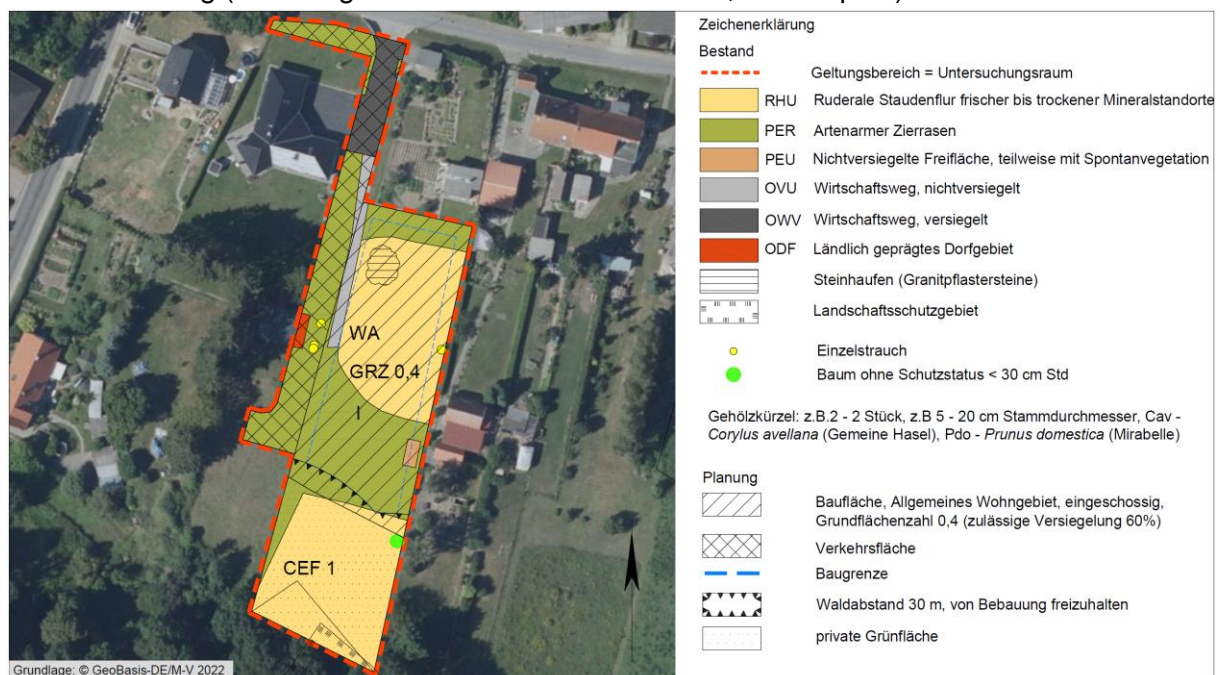 WA
GRZ 0,4
I
CEF 1
Grundlage: © GeoBasis-DE/M-V 2022
Zeichenerklärung
Bestand
Geltungsbereich = Untersuchungsraum
RHU Ruderale Staudenflur frischer bis trockener Mineralstandorte
PER Artenarmer Zierrasen
PEU Nichtversiegelte Freifläche, teilweise mit Spontanvegetation
OVU Wirtschaftsweg, nichtversiegelt
OWV Wirtschaftsweg, versiegelt
ODF Ländlich geprägtes Dorfgebiet
Steinhaufen (Granitpflastersteine)
Landschaftsschutzgebiet
Einzelstrauch
Baum ohne Schutzstatus < 30 cm Std
Gehölzkürzel: z.B.2 - 2 Stück, z.B 5 - 20 cm Stammdurchmesser, Cav -
Corylus avellana (Gemeine Hasel), Pdo - Prunus domestica (Mirabelle)
Planung
Baufläche, Allgemeines Wohngebiet, eingeschossig,
Grundflächenzahl 0,4 (zulässige Versiegelung 60%)
Verkehrsfläche
Baugrenze
Waldabstand 30 m, von Bebauung freizuhalten
private Grünfläche